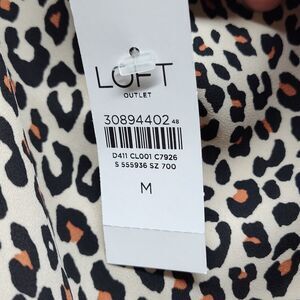 LOFT
OUTLET
30894402 48
D411 CL001 C7926
S 555936 SZ 700
M